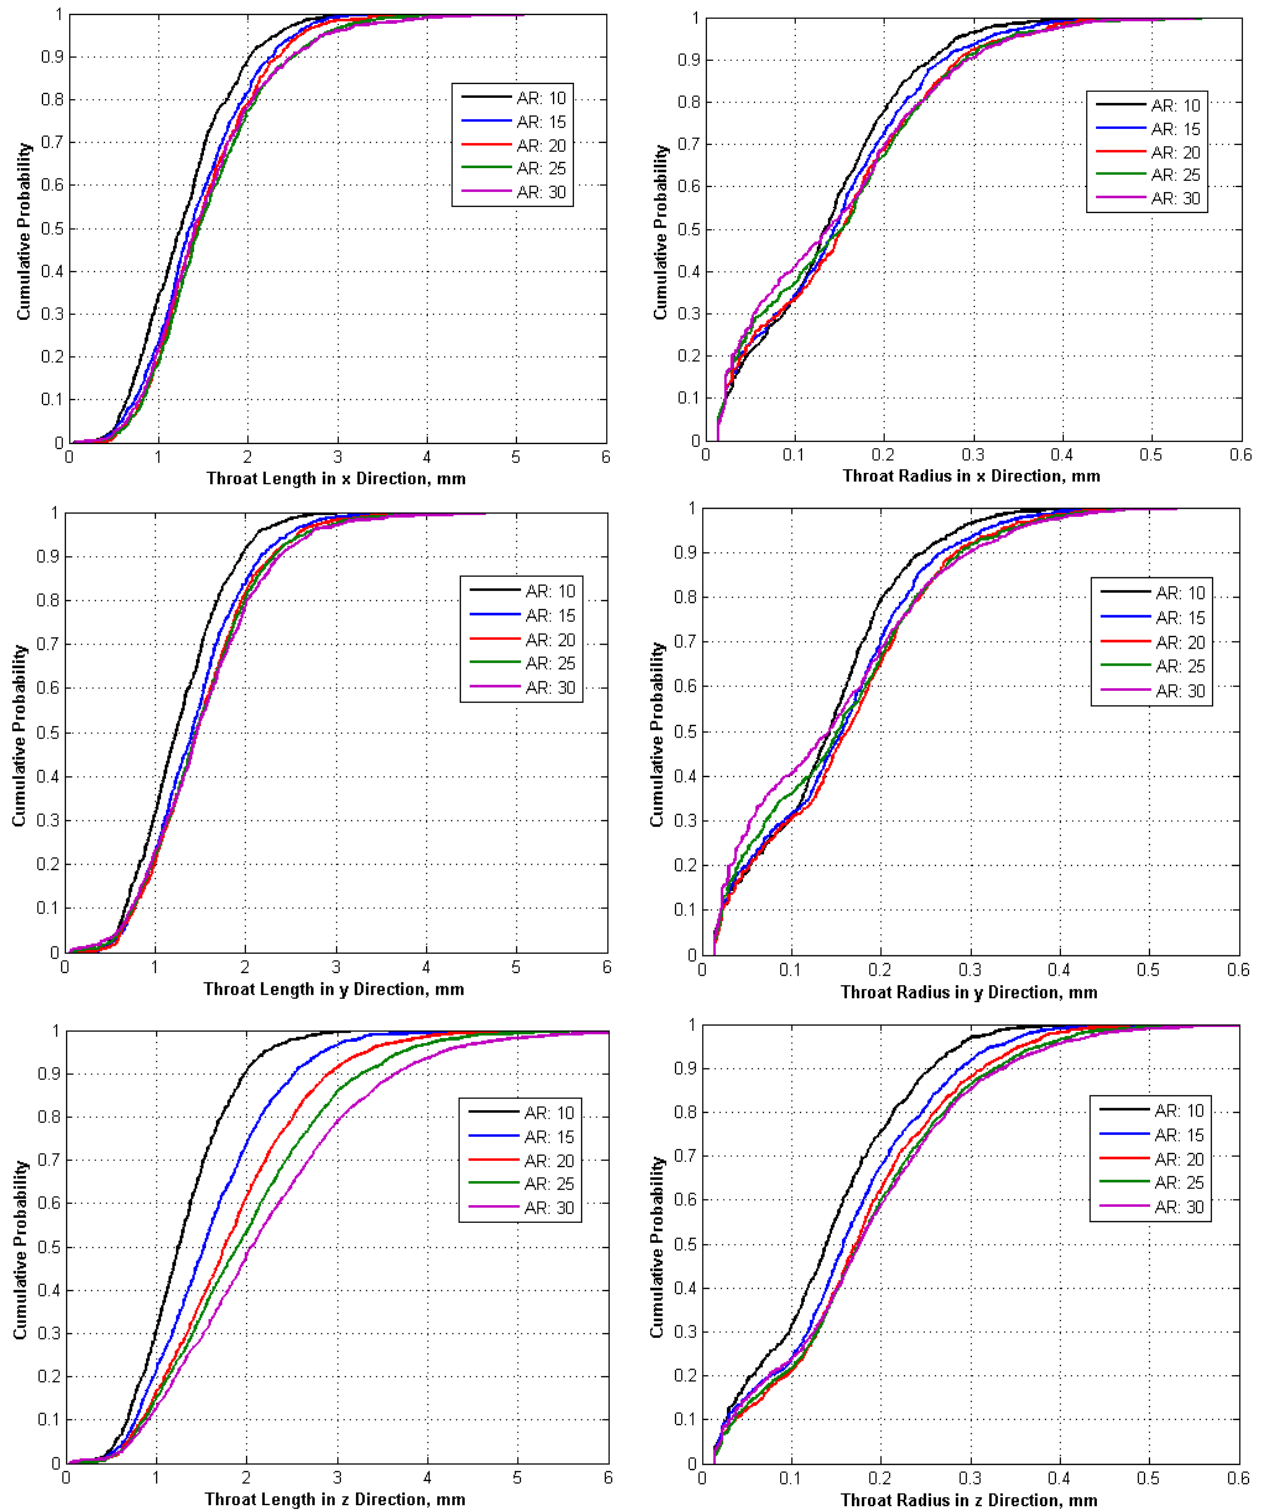 1
0.9
0.8
0.7
0.6
0.5
0.4
0.3
0.2
0.1
0
Cumulative Probability
AR: 10
AR: 15
AR: 20
AR: 25
AR: 30
0 1 2 3 4 5 6
Throat Length in x Direction, mm
1
0.9
0.8
0.7
0.6
0.5
0.4
0.3
0.2
0.1
0
Cumulative Probability
AR: 10
AR: 15
AR: 20
AR: 25
AR: 30
0 0.1 0.2 0.3 0.4 0.5 0.6
Throat Radius in x Direction, mm
1
0.9
0.8
0.7
0.6
0.5
0.4
0.3
0.2
0.1
0
Cumulative Probability
AR: 10
AR: 15
AR: 20
AR: 25
AR: 30
0 1 2 3 4 5 6
Throat Length in y Direction, mm
1
0.9
0.8
0.7
0.6
0.5
0.4
0.3
0.2
0.1
0
Cumulative Probability
AR: 10
AR: 15
AR: 20
AR: 25
AR: 30
0 0.1 0.2 0.3 0.4 0.5 0.6
Throat Radius in y Direction, mm
1
0.9
0.8
0.7
0.6
0.5
0.4
0.3
0.2
0.1
0
Cumulative Probability
AR: 10
AR: 15
AR: 20
AR: 25
AR: 30
0 1 2 3 4 5 6
Throat Length in z Direction, mm
1
0.9
0.8
0.7
0.6
0.5
0.4
0.3
0.2
0.1
0
Cumulative Probability
AR: 10
AR: 15
AR: 20
AR: 25
AR: 30
0 0.1 0.2 0.3 0.4 0.5 0.6
Throat Radius in z Direction, mm